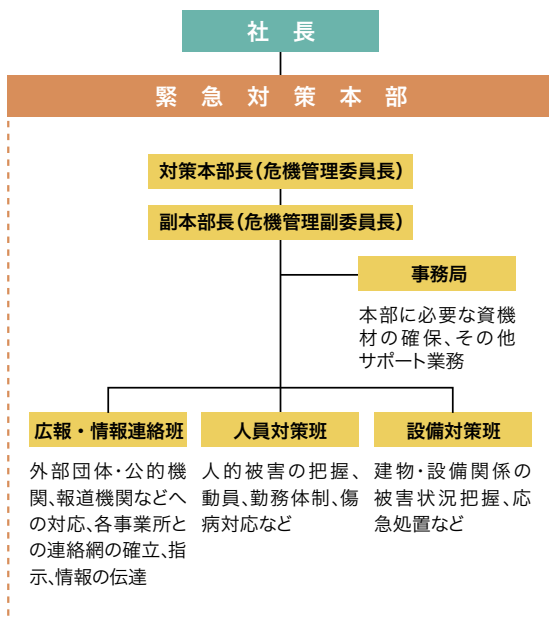 社長
緊急対策本部
対策本部長(危機管理委員長)
副本部長(危機管理副委員長)
事務局
本部に必要な資機
材の確保、その他
サポート業務
広報・情報連絡班
外部団体・公的機
関、報道機関などへ
の対応、各事業所と
の連絡網の確立、指
示、情報の伝達
人員対策班
人的被害の把握、
動員、勤務体制、傷
病対応など
設備対策班
建物・設備関係の
被害状況把握、応
急処置など